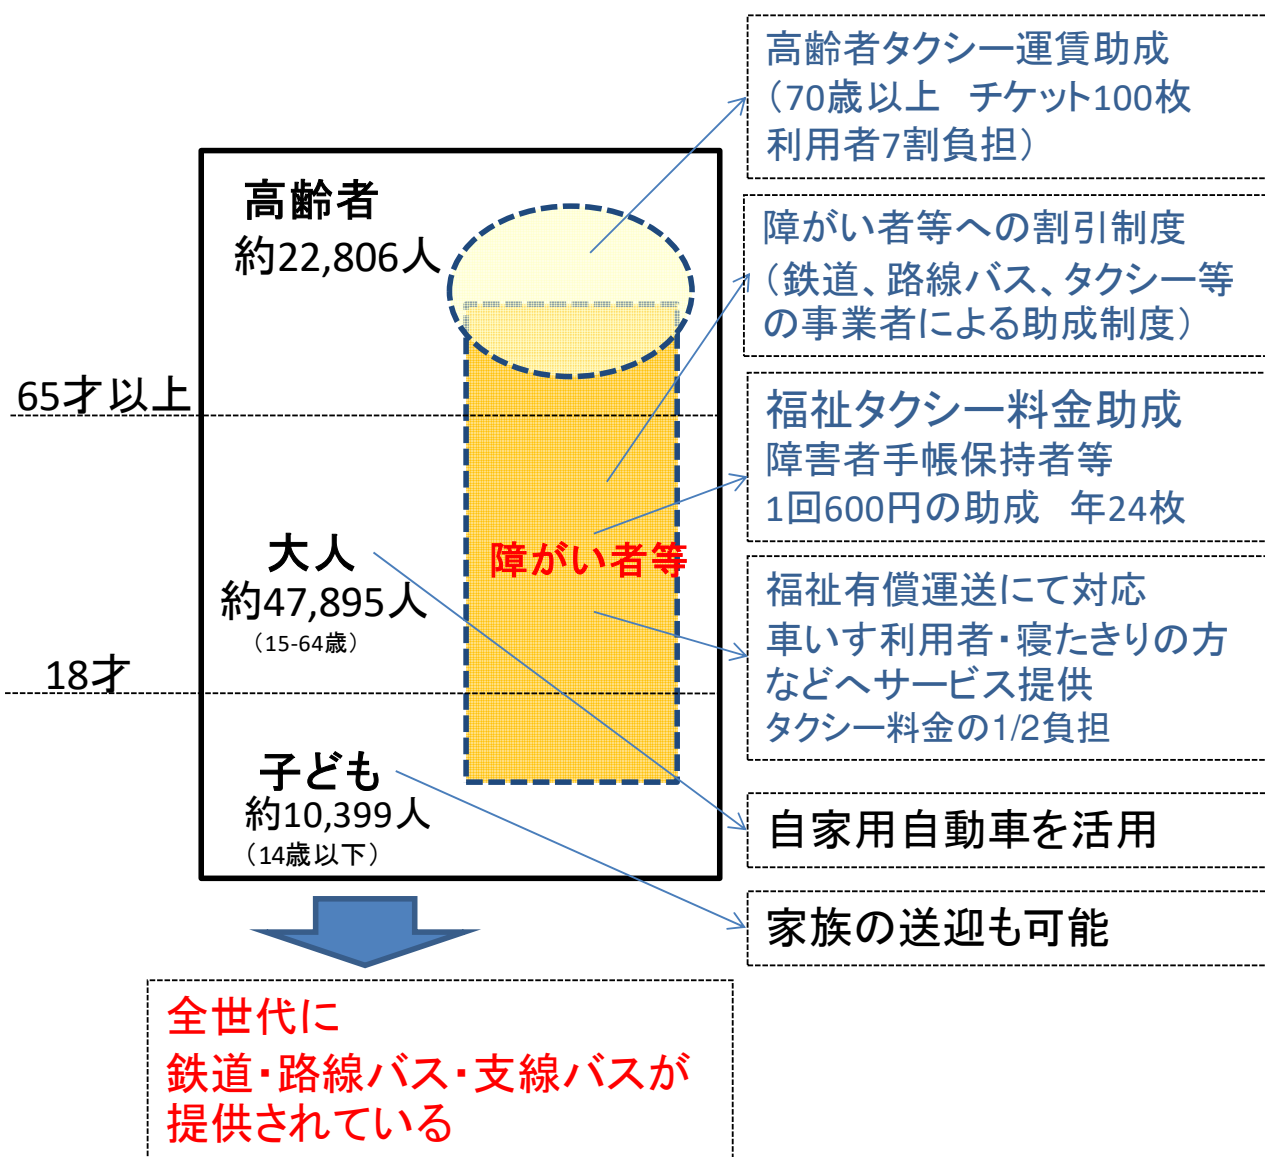 高齢者タクシー運賃助成
（70歳以上　チケット100枚
利用者7割負担）
高齢者
約22,806人
障がい者等への割引制度
（鉄道、路線バス、タクシー等
の事業者による助成制度）
65才以上
福祉タクシー料金助成
障害者手帳保持者等
1回600円の助成　年24枚
大人
約47,895人
（15-64歳）
障がい者等
福祉有償運送にて対応
車いす利用者・寝たきりの方
などへサービス提供
タクシー料金の1/2負担
18才
子ども
約10,399人
（14歳以下）
自家用自動車を活用
家族の送迎も可能
全世代に
鉄道・路線バス・支線バスが
提供されている